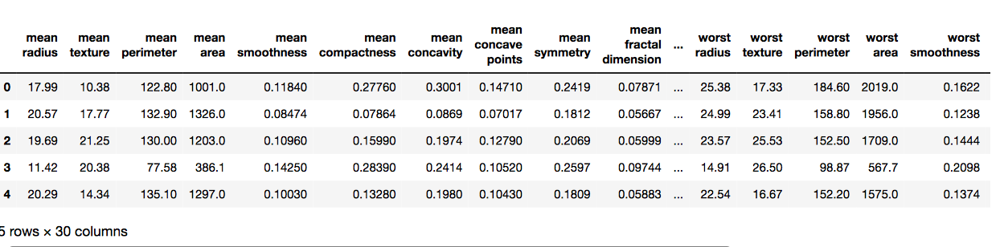 mean radius mean texture mean perimeter mean area mean smoothness mean compactness mean concavity mean concave points mean symmetry mean fractal dimension ... worst radius worst texture worst perimeter worst area worst smoothness
0 17.99 10.38 122.80 1001.0 0.11840 0.27760 0.3001 0.14710 0.2419 0.07871 ... 25.38 17.33 184.60 2019.0 0.1622
1 20.57 17.77 132.90 1326.0 0.08474 0.07864 0.0869 0.07017 0.1812 0.05667 ... 24.99 23.41 158.80 1956.0 0.1238
2 19.69 21.25 130.00 1203.0 0.10960 0.15990 0.1974 0.12790 0.2069 0.05999 ... 23.57 25.53 152.50 1709.0 0.1444
3 11.42 20.38 77.58 386.1 0.14250 0.28390 0.2414 0.10520 0.2597 0.09744 ... 14.91 26.50 98.87 567.7 0.2098
4 20.29 14.34 135.10 1297.0 0.10030 0.13280 0.1980 0.10430 0.1809 0.05883 ... 22.54 16.67 152.20 1575.0 0.1374
5 rows × 30 columns